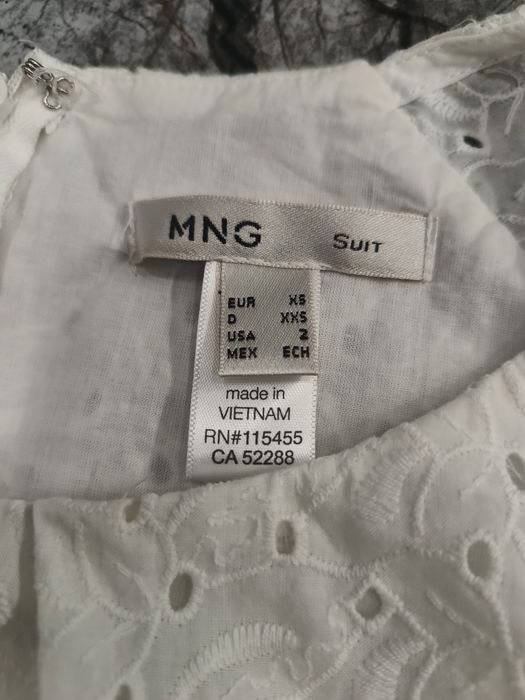 MNG Suit
EUR XS
D XXS
USA 2
MEX ECH
made in
VIETNAM
RN#115455
CA 52288